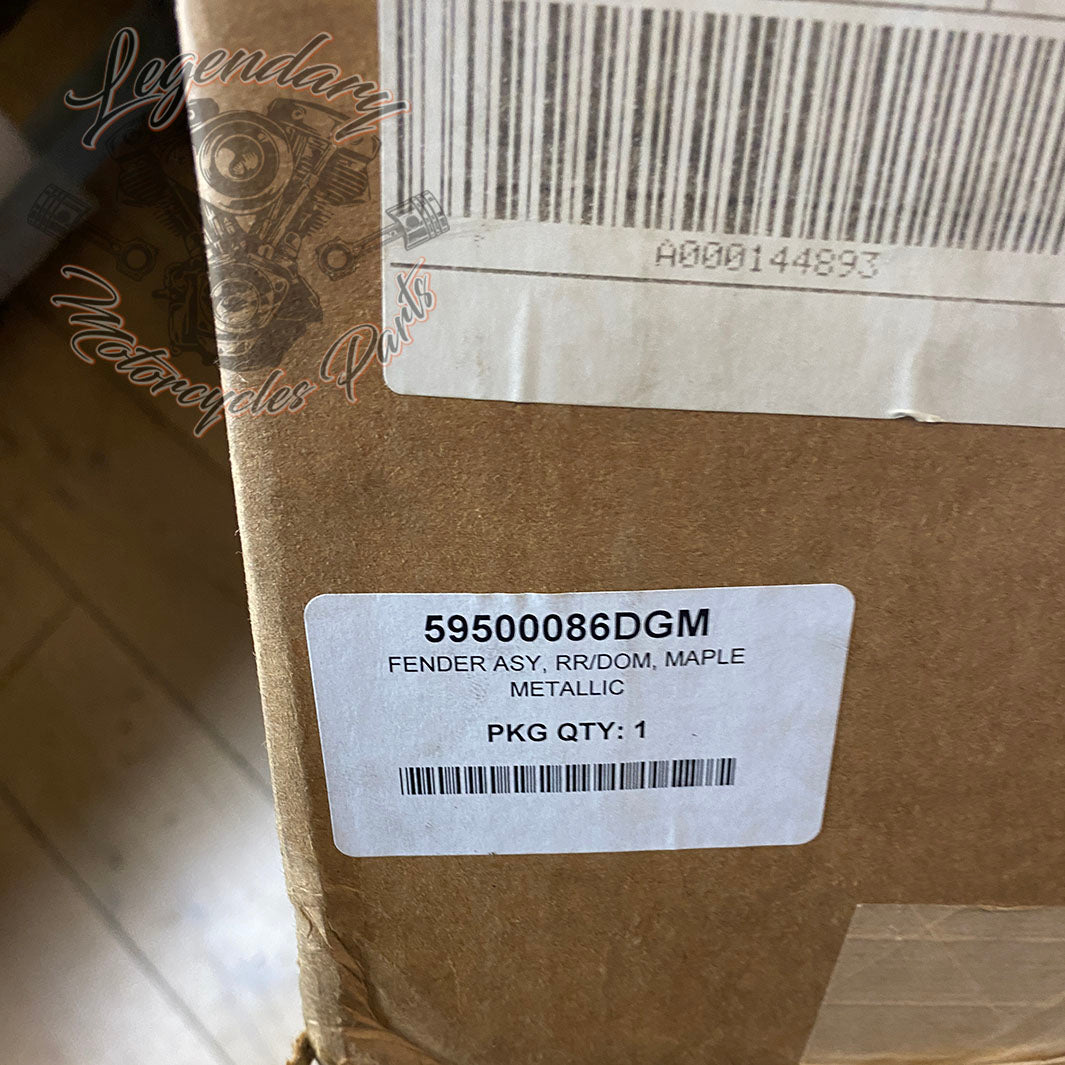 Legendary
Motorcycles Parts
A000144893
59500086DGM
FENDER ASY, RR/DOM, MAPLE
METALLIC
PKG QTY: 1